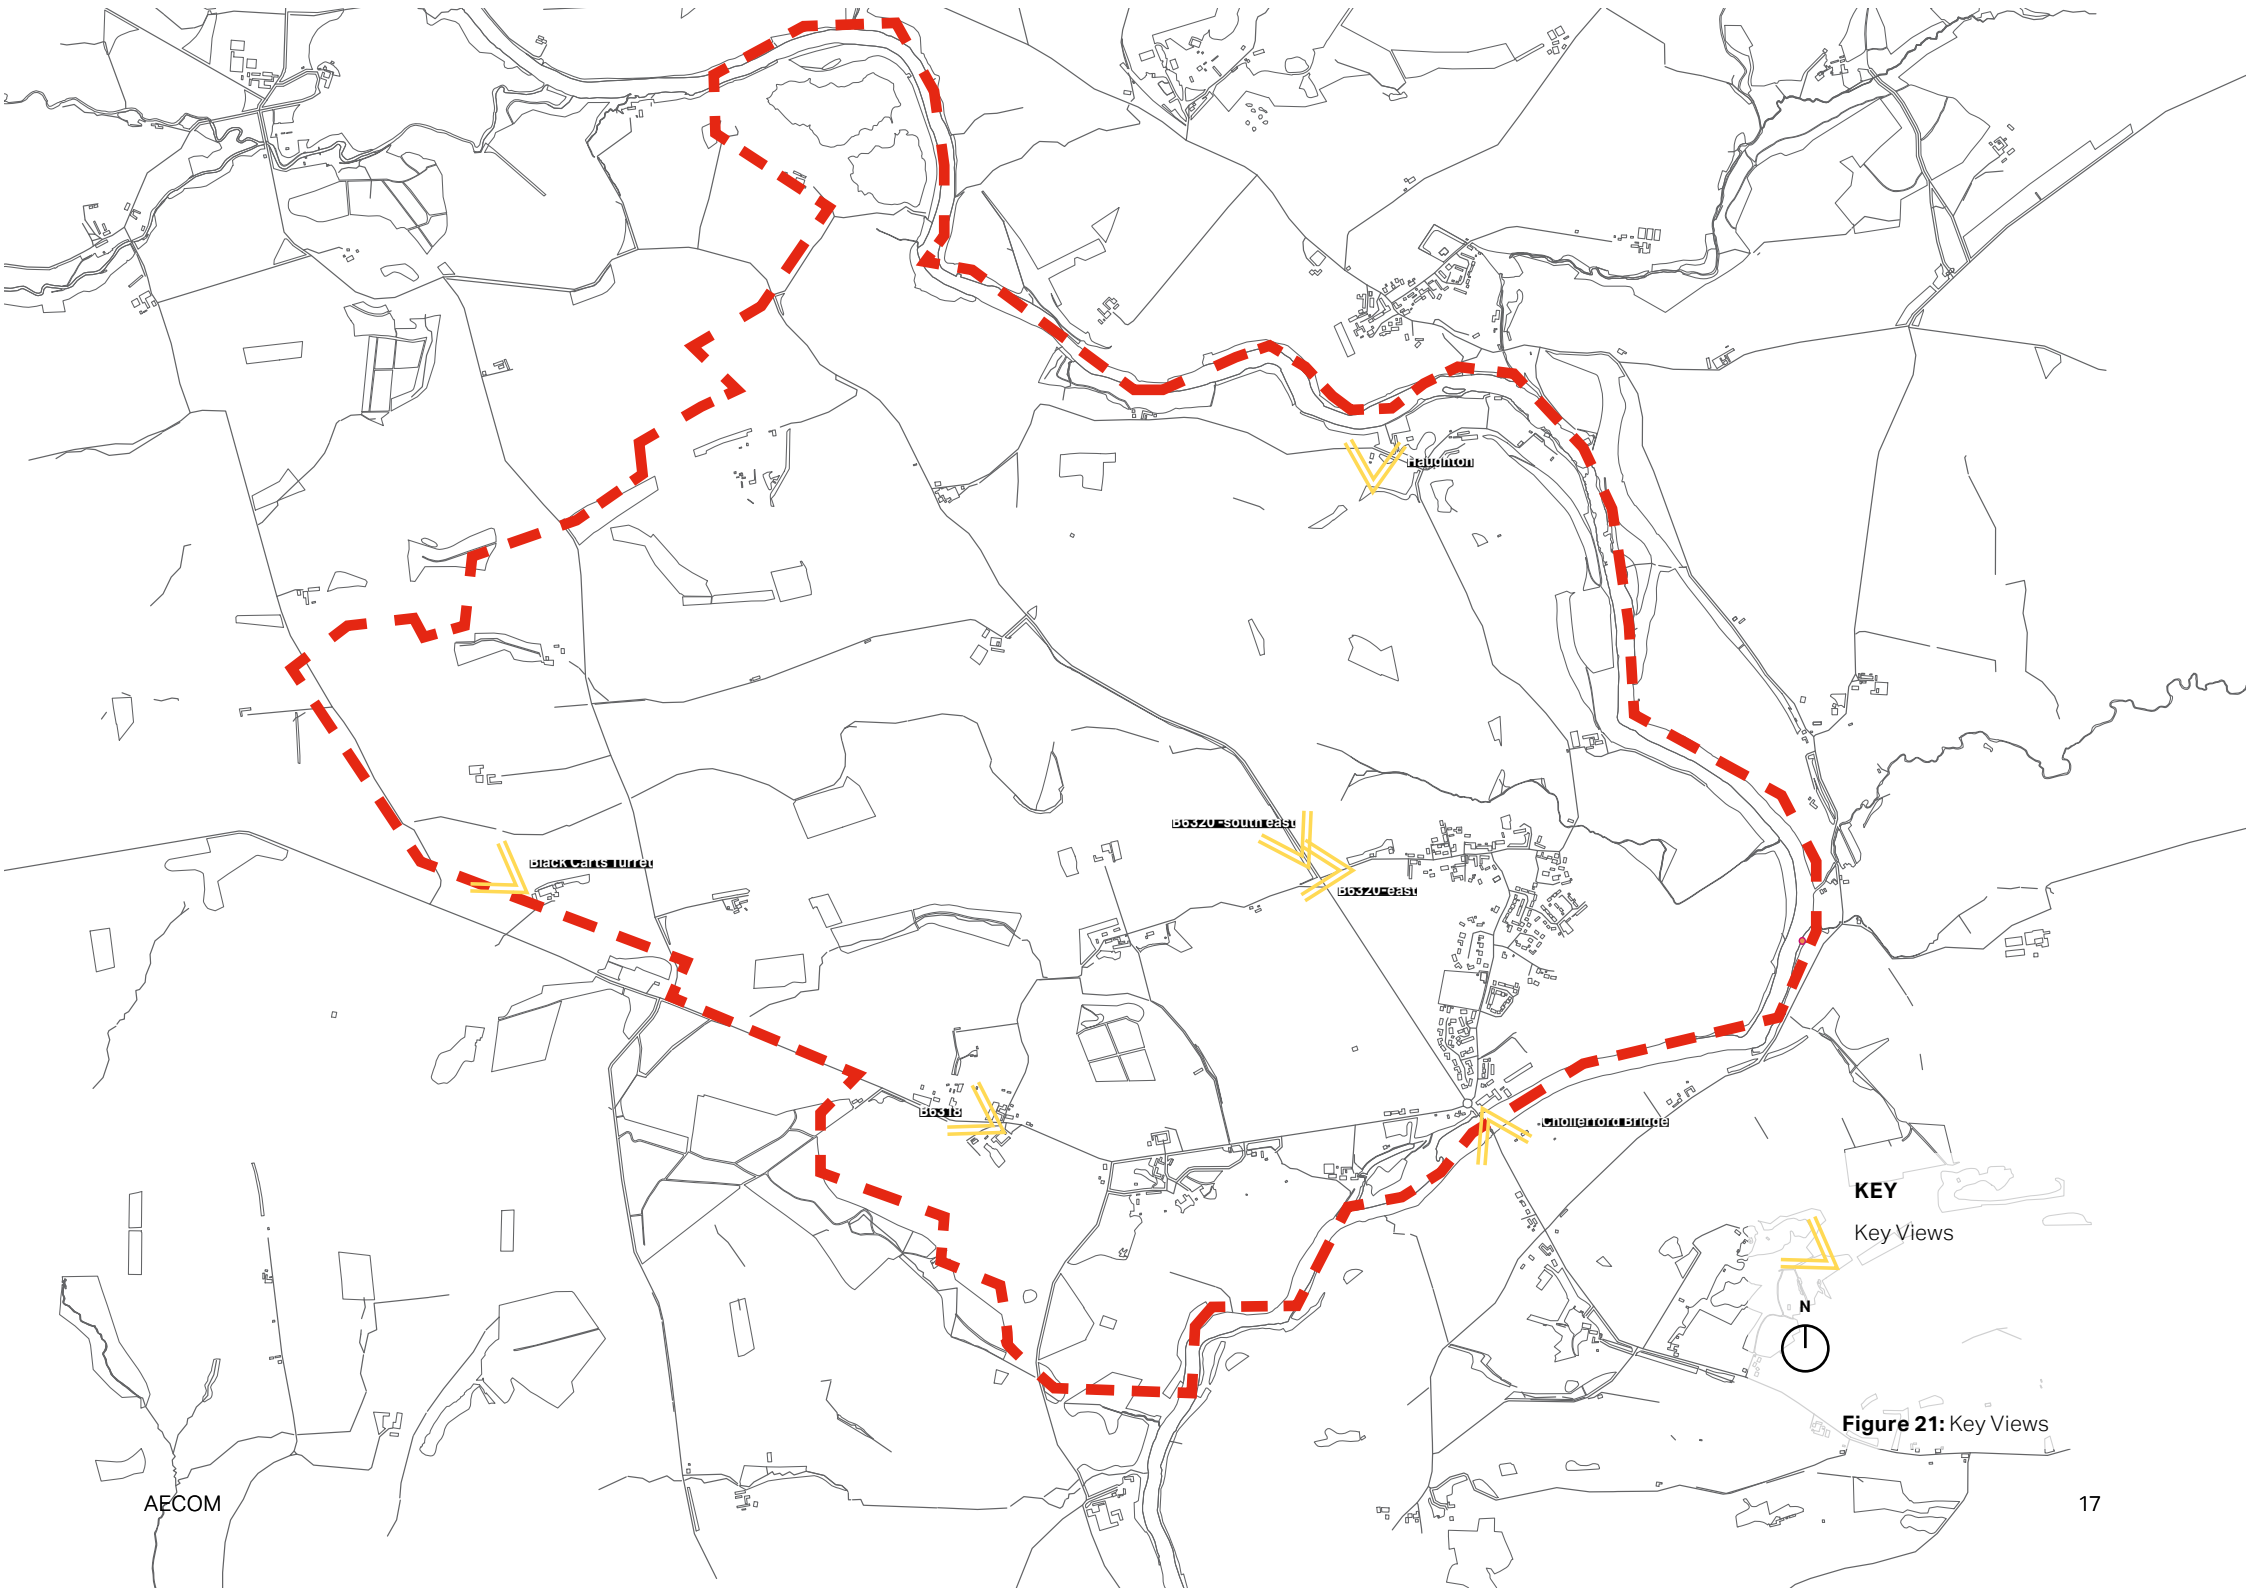 Haughton
B6320 -south east
Black Carts Turret
B6320-east
B6318
Chollerford Bridge
KEY
Key Views
N
Figure 21: Key Views
AECOM
17